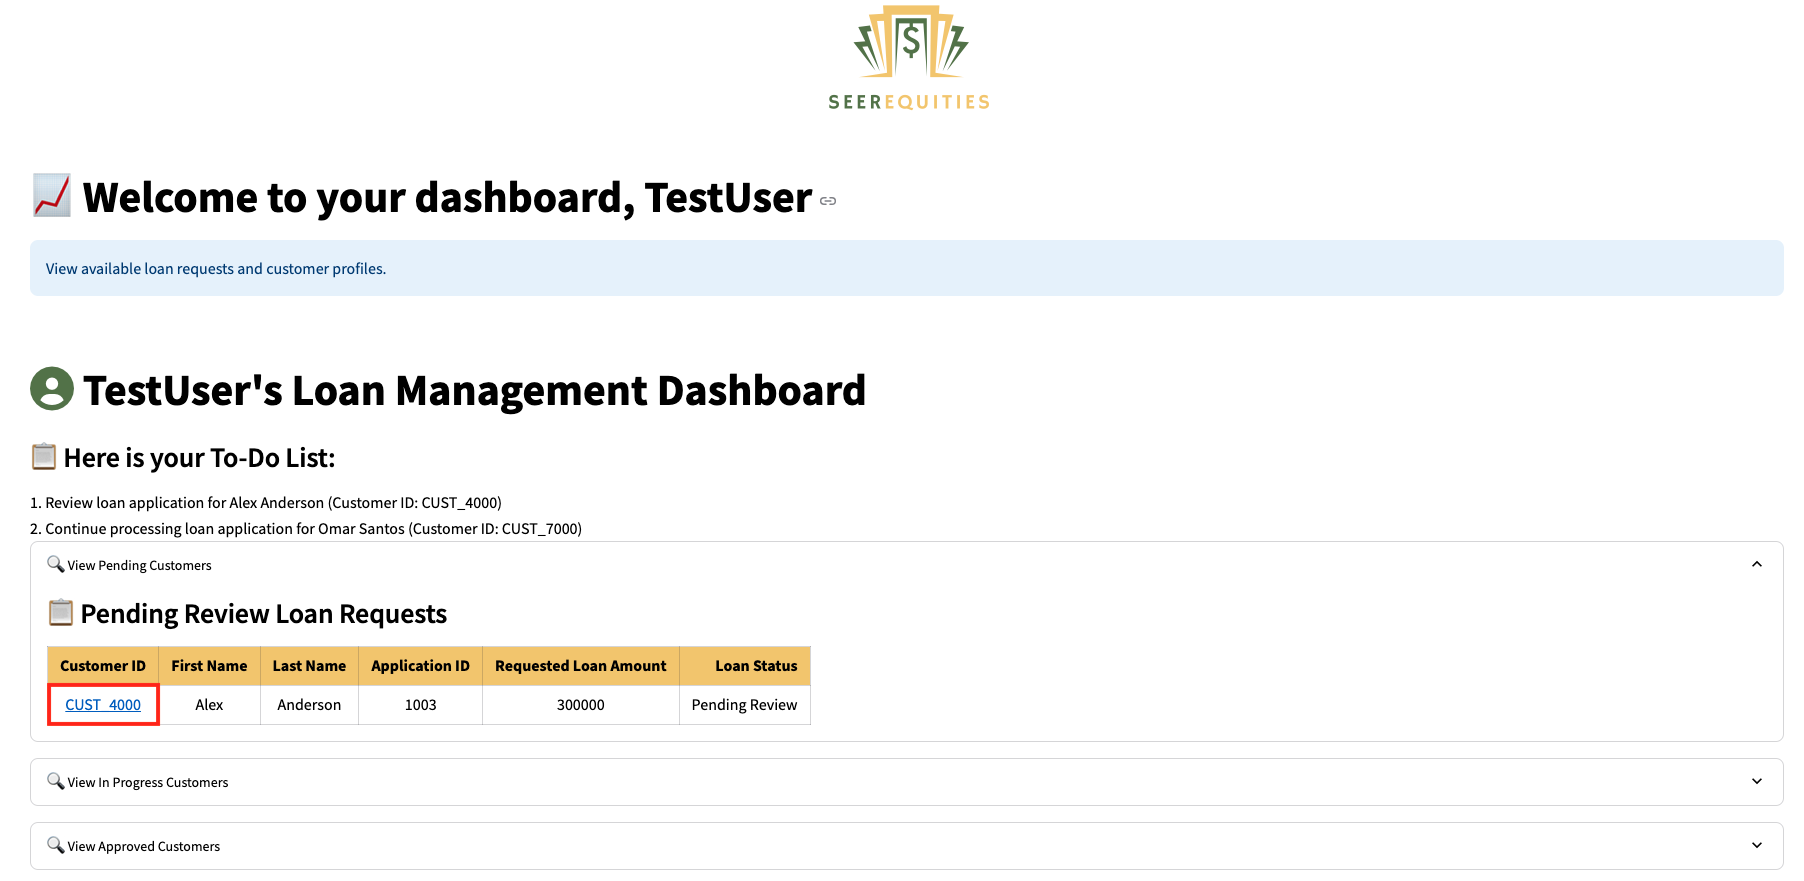 $
SEEREQUITIES
Welcome to your dashboard, TestUser
View available loan requests and customer profiles.
TestUser's Loan Management Dashboard
Here is your To-Do List:
1. Review loan application for Alex Anderson (Customer ID: CUST_4000)
2. Continue processing loan application for Omar Santos (Customer ID: CUST_7000)
View Pending Customers
Pending Review Loan Requests
Customer ID First Name Last Name Application ID Requested Loan Amount Loan Status
CUST_4000 Alex Anderson 1003 300000 Pending Review
View In Progress Customers
View Approved Customers